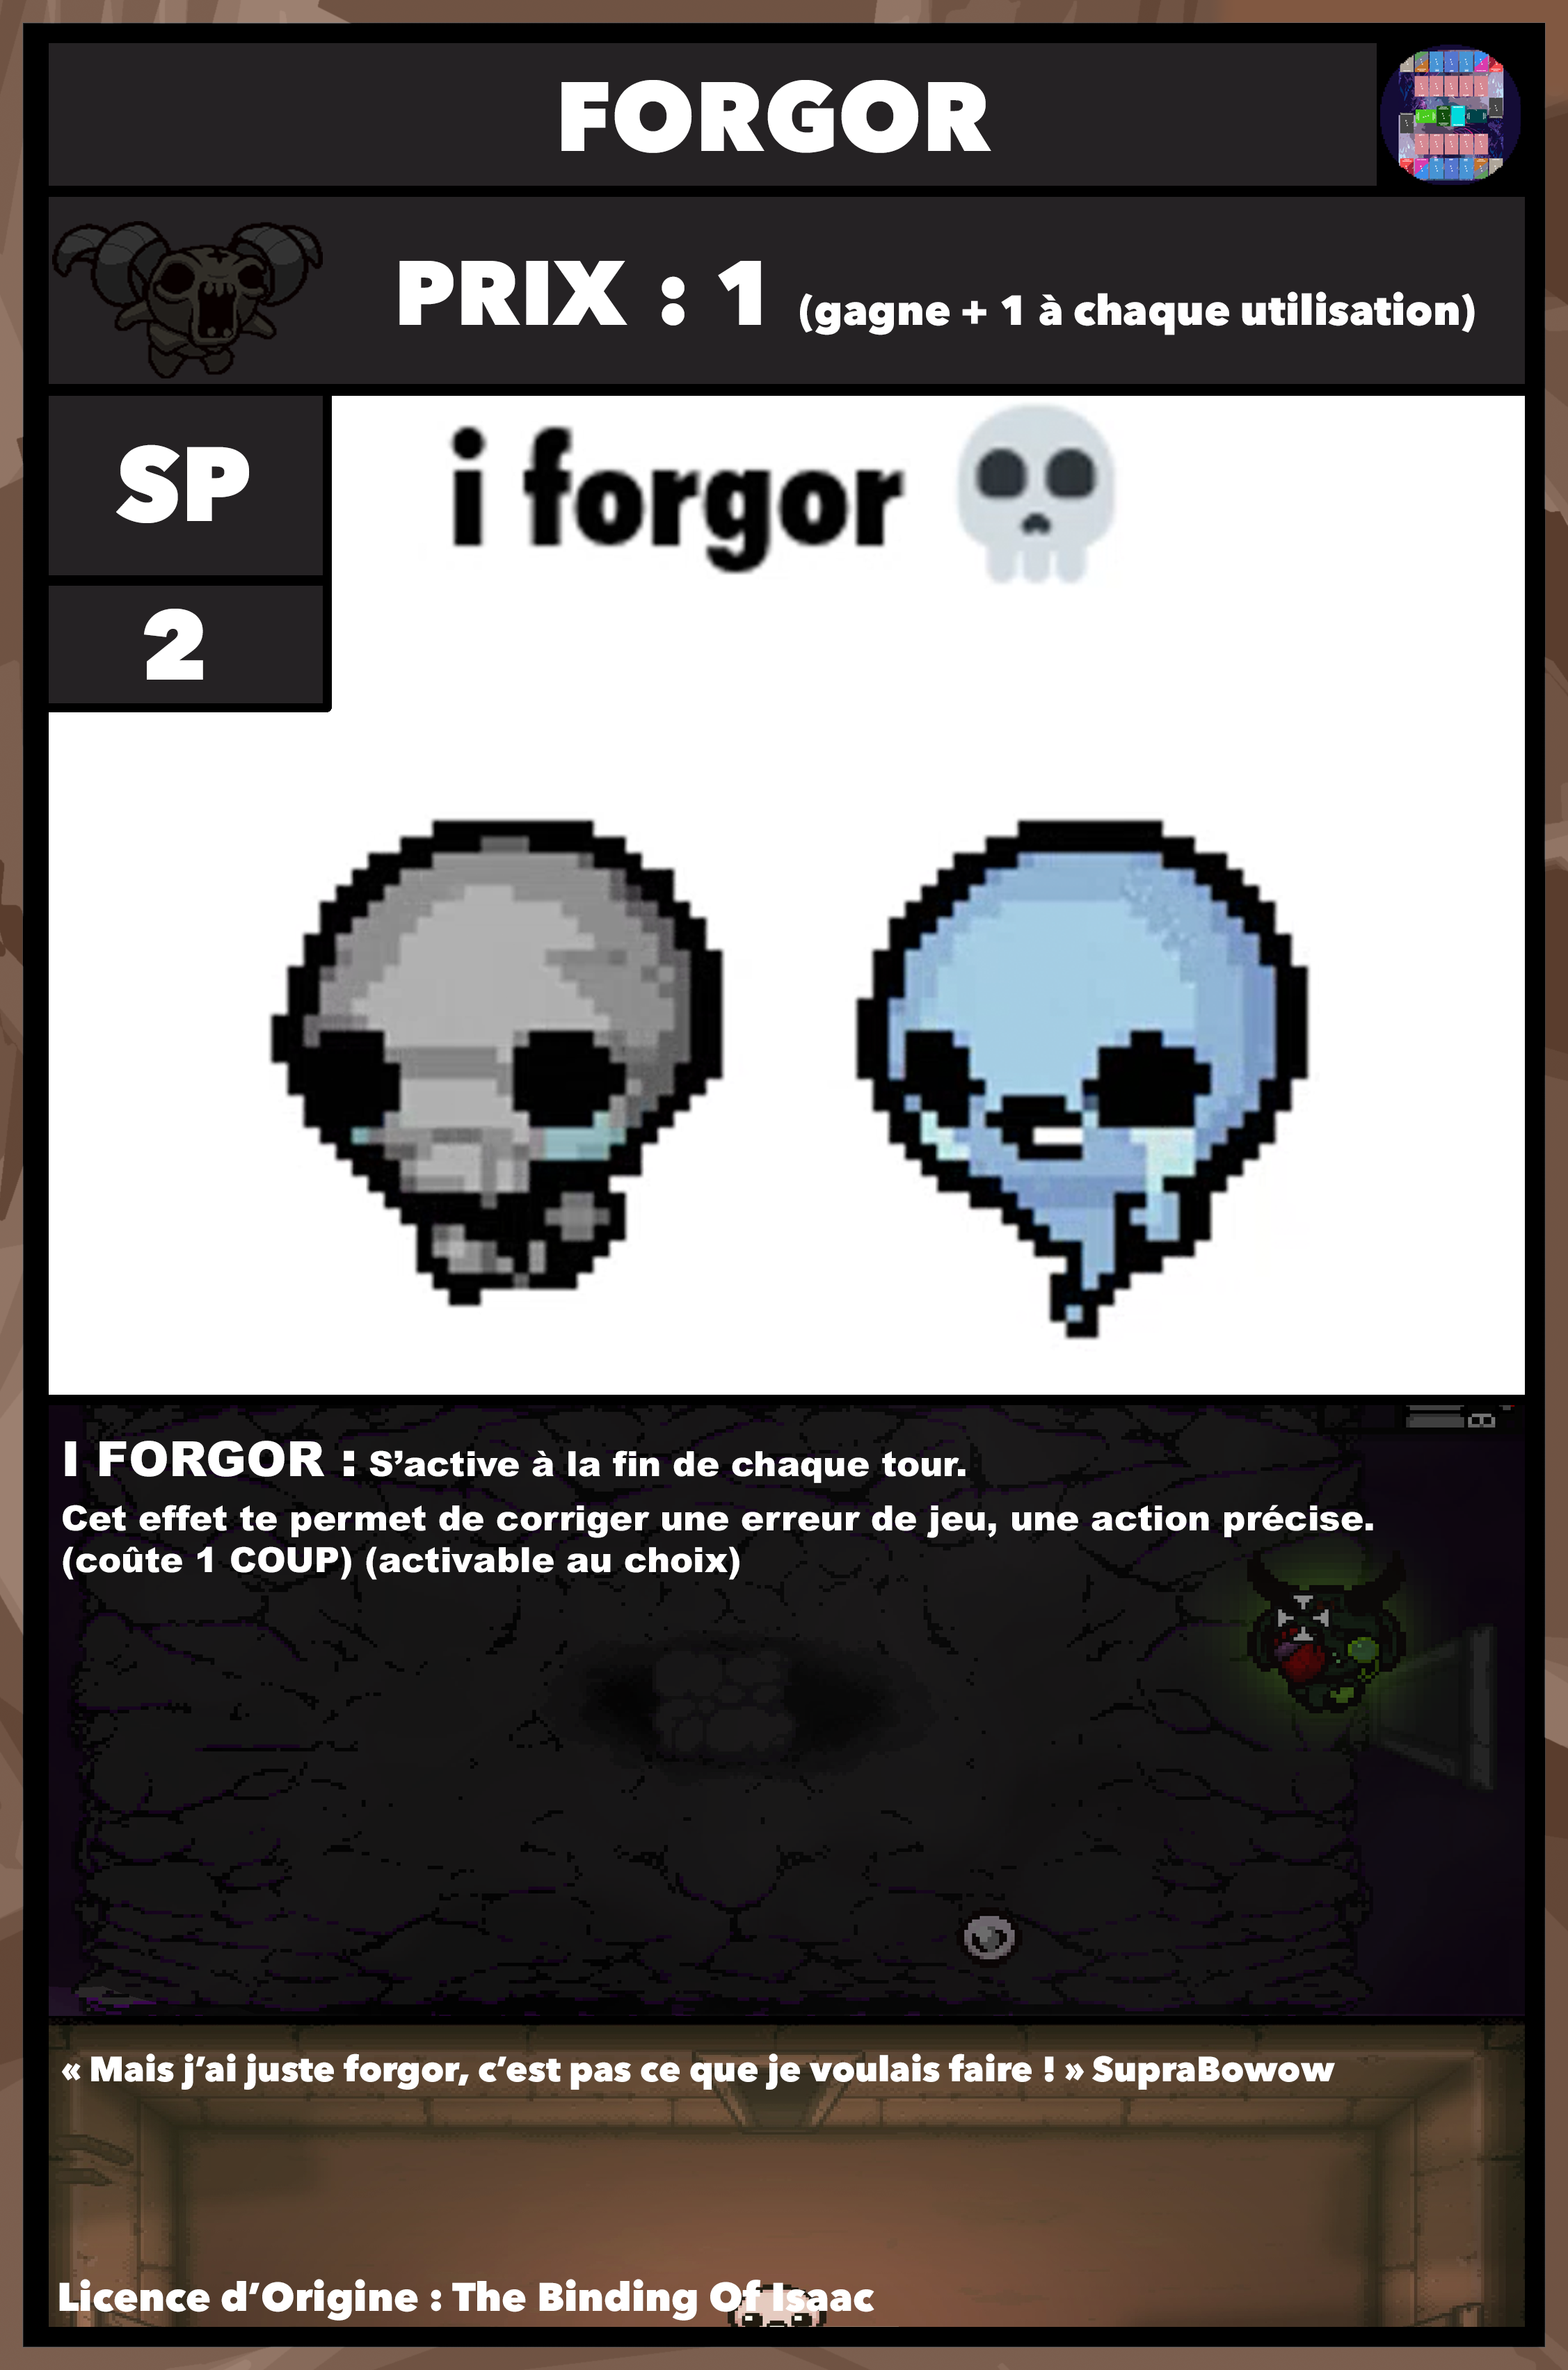 FORGOR
PRIX : 1 (gagne + 1 à chaque utilisation)
SP
2
i forgor
I FORGOR : S’active à la fin de chaque tour.
Cet effet te permet de corriger une erreur de jeu, une action précise.
(coûte 1 COUP) (activable au choix)
« Mais j’ai juste forgor, c’est pas ce que je voulais faire ! » SupraBowow
Licence d’Origine : The Binding Of Isaac